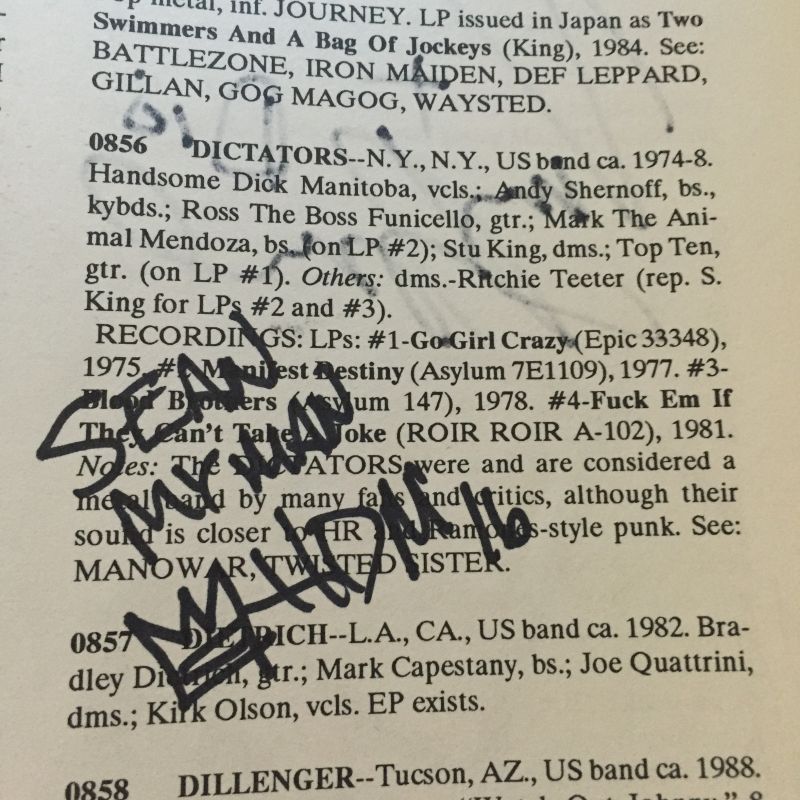 metal, inf. JOURNEY. LP issued in Japan as Two
Swimmers And A Bag Of Jockeys (King), 1984. See:
BATTLEZONE, IRON MAIDEN, DEF LEPPARD,
GILLAN, GOG MAGOG, WAYSTED.
0856 DICTATORS--N.Y., N.Y., US band ca. 1974-8.
Handsome Dick Manitoba, vcls.; Andy Shernoff, bs.,
kybds.; Ross The Boss Funicello, gtr.; Mark The Ani-
mal Mendoza, bs. (on LP #2); Stu King, dms.; Top Ten,
gtr. (on LP #1). Others: dms.-Ritchie Teeter (rep. S.
King for LPs #2 and #3).
RECORDINGS: LPs: #1-Go Girl Crazy (Epic 33348),
1975. #2-Manifest Destiny (Asylum 7E1109), 1977. #3-
Blood Brothers (Asylum 147), 1978. #4-Fuck Em If
They Can't Take A Joke (ROIR ROIR A-102), 1981.
Notes: The DICTATORS were and are considered a
metal band by many fans and critics, although their
sound is closer to HR and Ramones-style punk. See:
MANOWAR, TWISTED SISTER.
SEAN
MY MAN
HDM 16
0857 DIETRICH--L.A., CA., US band ca. 1982. Bra-
dley Dietrich, gtr.; Mark Capestany, bs.; Joe Quattrini,
dms.; Kirk Olson, vcls. EP exists.
0858 DILLENGER--Tucson, AZ., US band ca. 1988.